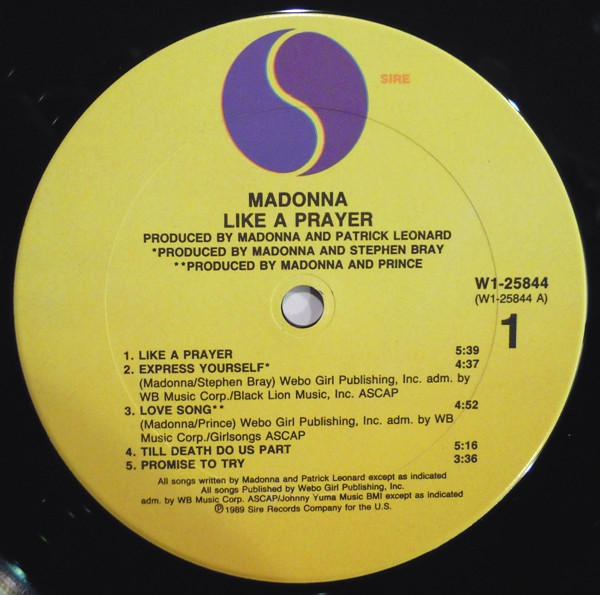 SIRE
MADONNA
LIKE A PRAYER
PRODUCED BY MADONNA AND PATRICK LEONARD
*PRODUCED BY MADONNA AND STEPHEN BRAY
**PRODUCED BY MADONNA AND PRINCE
W1-25844
(W1-25844 A)
1
1. LIKE A PRAYER 5:39
2. EXPRESS YOURSELF* 4:37
(Madonna/Stephen Bray) Webo Girl Publishing, Inc. adm. by
WB Music Corp./Black Lion Music, Inc. ASCAP
3. LOVE SONG** 4:52
(Madonna/Prince) Webo Girl Publishing, Inc. adm. by WB
Music Corp./Girlsongs ASCAP
4. TILL DEATH DO US PART 5:16
5. PROMISE TO TRY 3:36
All songs written by Madonna and Patrick Leonard except as indicated
All songs Published by Webo Girl Publishing, Inc.
adm. by WB Music Corp. ASCAP/Johnny Yuma Music BMI except as indicated
℗ 1989 Sire Records Company for the U.S.